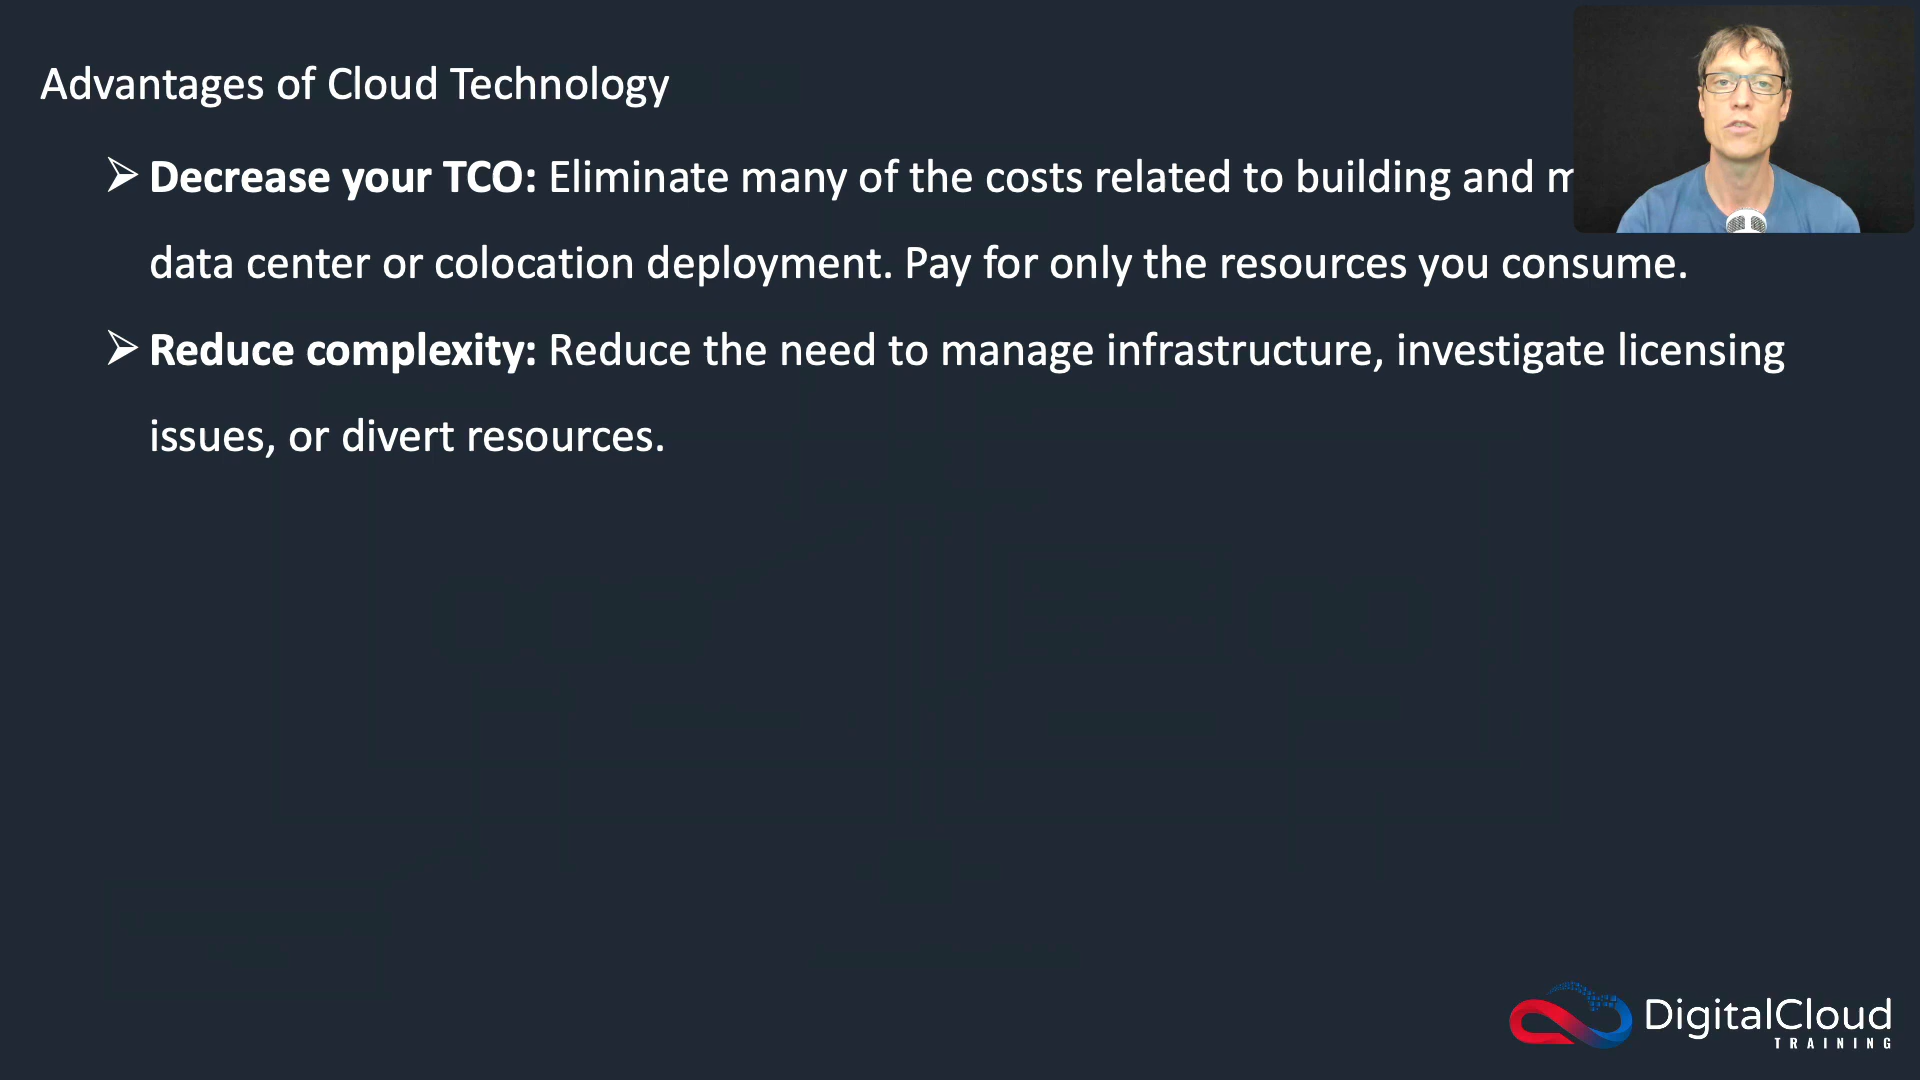 Advantages of Cloud Technology
➢ Decrease your TCO: Eliminate many of the costs related to building and
data center or colocation deployment. Pay for only the resources you consume.
➢ Reduce complexity: Reduce the need to manage infrastructure, investigate licensing
issues, or divert resources.
DigitalCloud
TRAINING